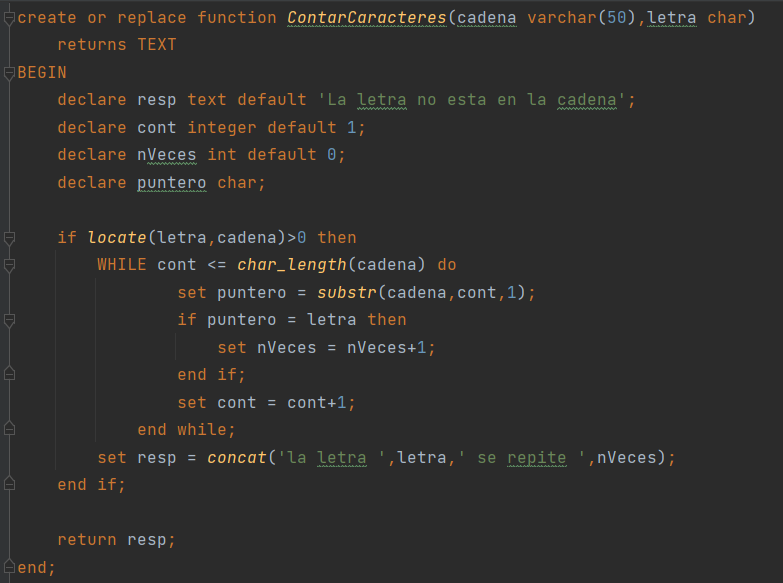 create or replace function ContarCaracteres(cadena varchar(50),letra char)
    returns TEXT
BEGIN
    declare resp text default 'La letra no esta en la cadena';
    declare cont integer default 1;
    declare nVeces int default 0;
    declare puntero char;

    if locate(letra,cadena)>0 then
        WHILE cont <= char_length(cadena) do
                set puntero = substr(cadena,cont,1);
                if puntero = letra then
                    set nVeces = nVeces+1;
                end if;
                set cont = cont+1;
            end while;
        set resp = concat('la letra ',letra,' se repite ',nVeces);
    end if;

    return resp;
end;